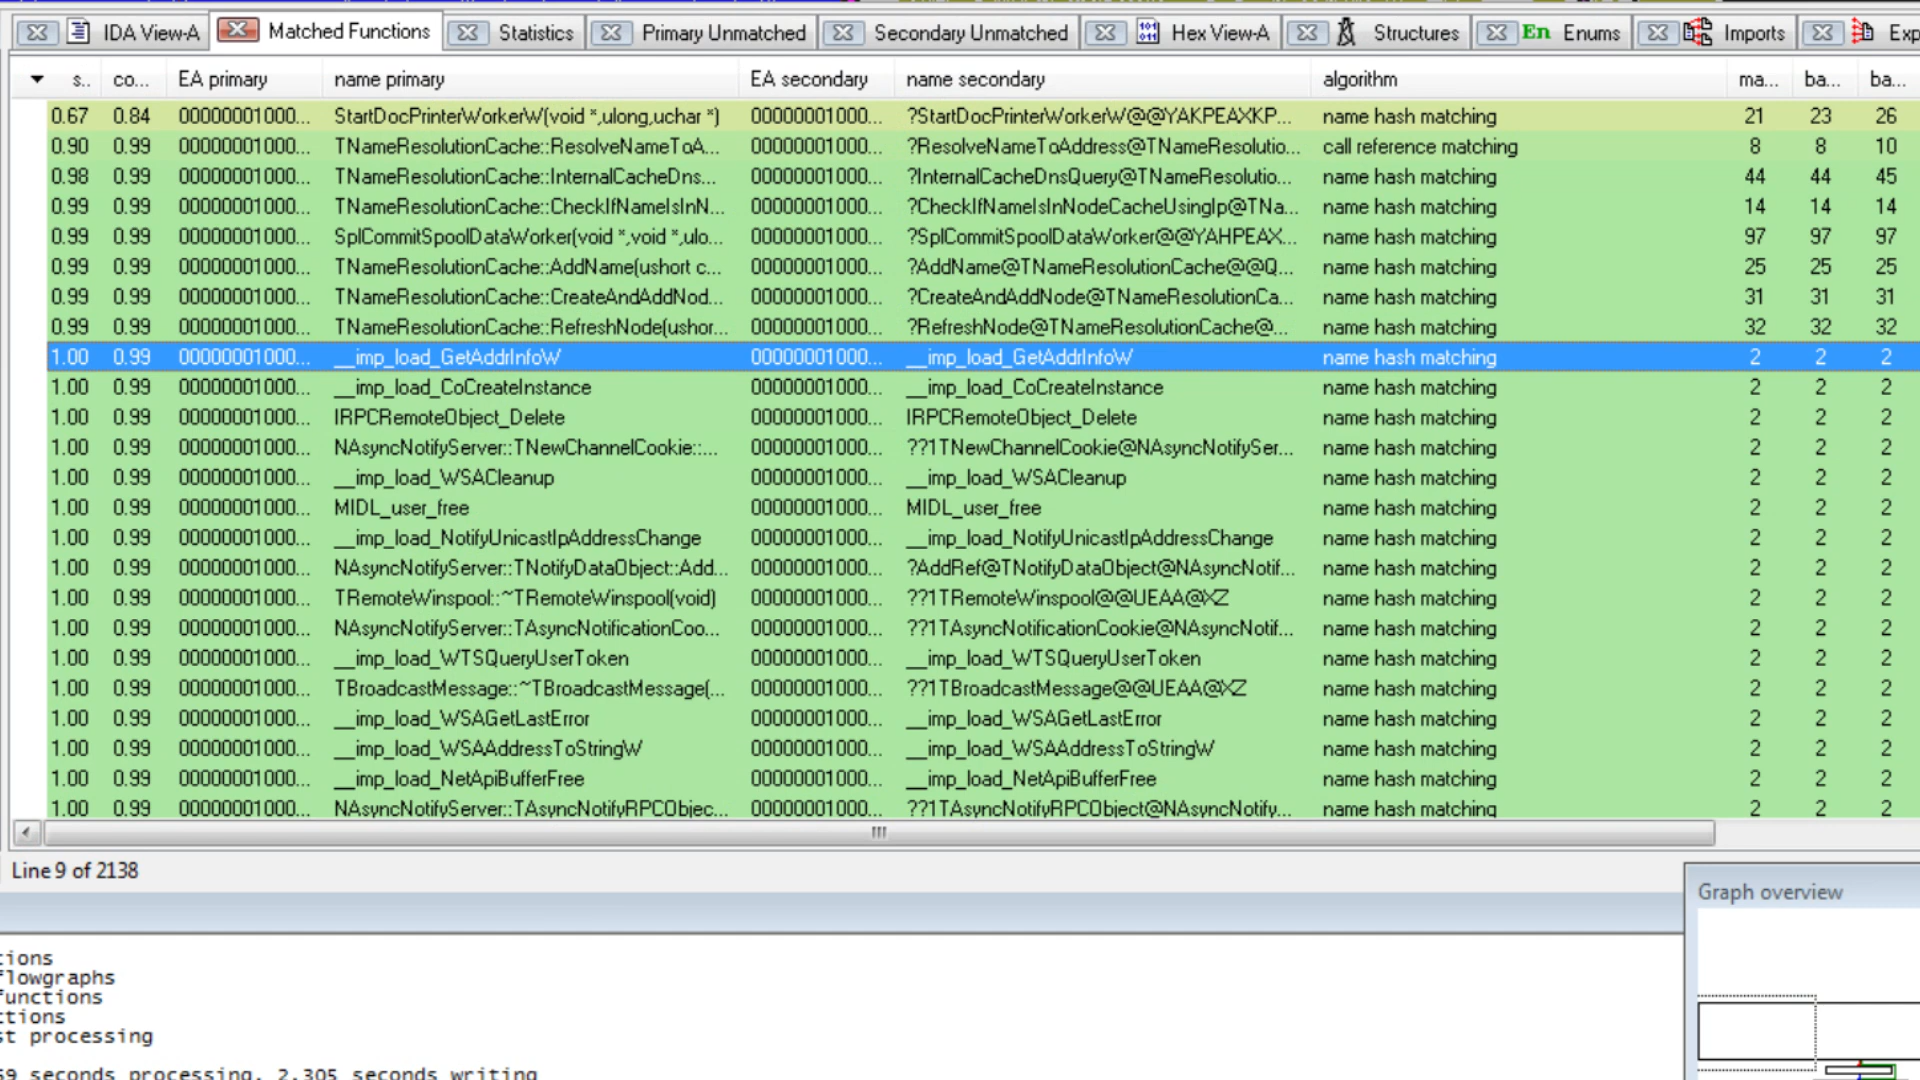 IDA View-A Matched Functions Statistics Primary Unmatched Secondary Unmatched Hex View-A Structures En Enums Imports Exp
s.. co... EA primary name primary EA secondary name secondary algorithm ma... ba... ba...
0.67 0.84 00000001000... StartDocPrinterWorkerW(void *,ulong,uchar *) 00000001000... ?StartDocPrinterWorkerW@@YAKPEAXKP... name hash matching 21 23 26
0.90 0.99 00000001000... TNameResolutionCache::ResolveNameToA... 00000001000... ?ResolveNameToAddress@TNameResolutio... call reference matching 8 8 10
0.98 0.99 00000001000... TNameResolutionCache::InternalCacheDns... 00000001000... ?InternalCacheDnsQuery@TNameResolutio... name hash matching 44 44 45
0.99 0.99 00000001000... TNameResolutionCache::CheckIfNameIsInN... 00000001000... ?CheckIfNameIsInNodeCacheUsingIp@TNa... name hash matching 14 14 14
0.99 0.99 00000001000... SplCommitSpoolDataWorker(void *,void *,ulo... 00000001000... ?SplCommitSpoolDataWorker@@YAHPEAX... name hash matching 97 97 97
0.99 0.99 00000001000... TNameResolutionCache::AddName(ushort c... 00000001000... ?AddName@TNameResolutionCache@@Q... name hash matching 25 25 25
0.99 0.99 00000001000... TNameResolutionCache::CreateAndAddNod... 00000001000... ?CreateAndAddNode@TNameResolutionCa... name hash matching 31 31 31
0.99 0.99 00000001000... TNameResolutionCache::RefreshNode(ushor... 00000001000... ?RefreshNode@TNameResolutionCache@... name hash matching 32 32 32
1.00 0.99 00000001000... __imp_load_GetAddrInfoW 00000001000... __imp_load_GetAddrInfoW name hash matching 2 2 2
1.00 0.99 00000001000... __imp_load_CoCreateInstance 00000001000... __imp_load_CoCreateInstance name hash matching 2 2 2
1.00 0.99 00000001000... IRPCRemoteObject_Delete 00000001000... IRPCRemoteObject_Delete name hash matching 2 2 2
1.00 0.99 00000001000... NAsyncNotifyServer::TNewChannelCookie::... 00000001000... ??1TNewChannelCookie@NAsyncNotifySer... name hash matching 2 2 2
1.00 0.99 00000001000... __imp_load_WSACleanup 00000001000... __imp_load_WSACleanup name hash matching 2 2 2
1.00 0.99 00000001000... MIDL_user_free 00000001000... MIDL_user_free name hash matching 2 2 2
1.00 0.99 00000001000... __imp_load_NotifyUnicastIpAddressChange 00000001000... __imp_load_NotifyUnicastIpAddressChange name hash matching 2 2 2
1.00 0.99 00000001000... NAsyncNotifyServer::TNotifyDataObject::Add... 00000001000... ?AddRef@TNotifyDataObject@NAsyncNotif... name hash matching 2 2 2
1.00 0.99 00000001000... TRemoteWinspool::~TRemoteWinspool(void) 00000001000... ??1TRemoteWinspool@@UEAA@XZ name hash matching 2 2 2
1.00 0.99 00000001000... NAsyncNotifyServer::TAsyncNotificationCoo... 00000001000... ??1TAsyncNotificationCookie@NAsyncNotif... name hash matching 2 2 2
1.00 0.99 00000001000... __imp_load_WTSQueryUserToken 00000001000... __imp_load_WTSQueryUserToken name hash matching 2 2 2
1.00 0.99 00000001000... TBroadcastMessage::~TBroadcastMessage(... 00000001000... ??1TBroadcastMessage@@UEAA@XZ name hash matching 2 2 2
1.00 0.99 00000001000... __imp_load_WSAGetLastError 00000001000... __imp_load_WSAGetLastError name hash matching 2 2 2
1.00 0.99 00000001000... __imp_load_WSAAddressToStringW 00000001000... __imp_load_WSAAddressToStringW name hash matching 2 2 2
1.00 0.99 00000001000... __imp_load_NetApiBufferFree 00000001000... __imp_load_NetApiBufferFree name hash matching 2 2 2
1.00 0.99 00000001000... NAsyncNotifyServer::TAsyncNotifyRPCObjec... 00000001000... ??1TAsyncNotifyRPCObject@NAsyncNotify... name hash matching 2 2 2
Line 9 of 2138
Graph overview
tions
flowgraphs
functions
ctions
st processing
59 seconds processing, 2.305 seconds writing